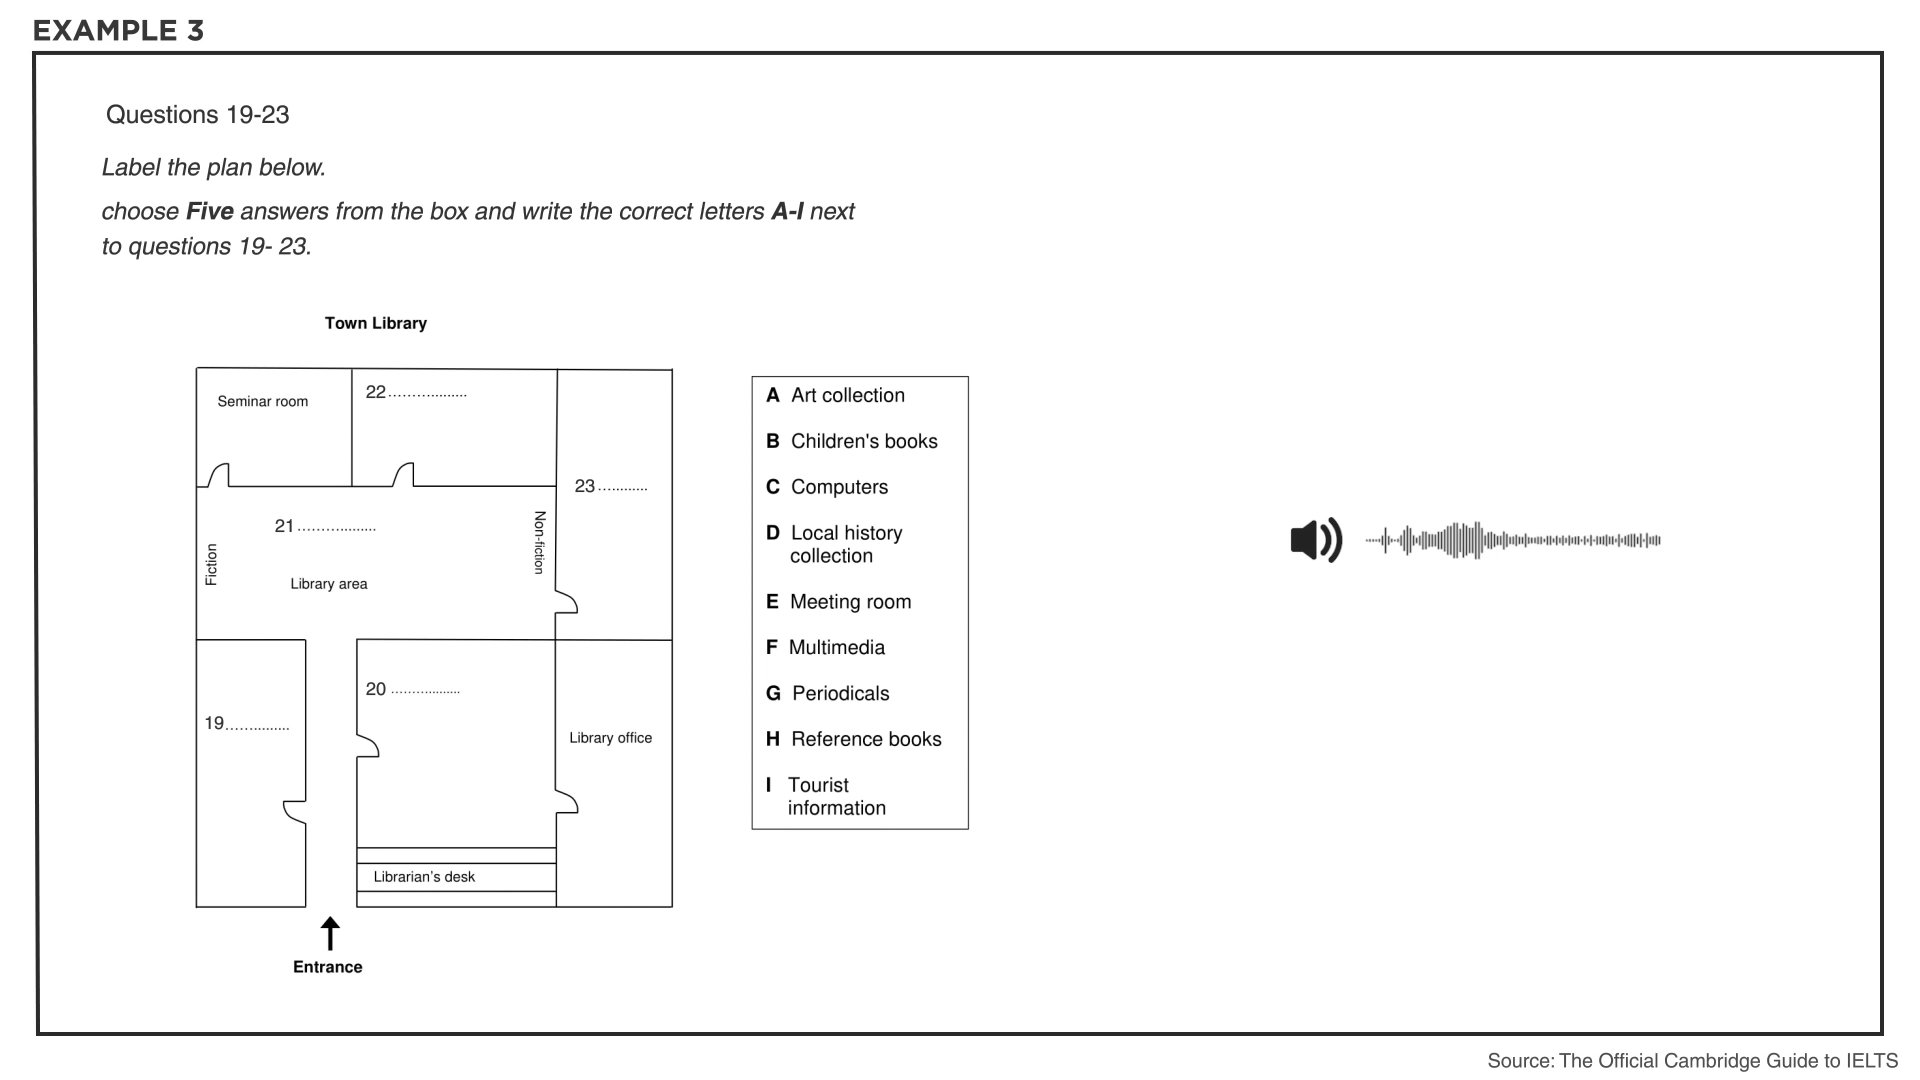 EXAMPLE 3
Questions 19-23
Label the plan below.
choose Five answers from the box and write the correct letters A-I next
to questions 19- 23.
Town Library
Seminar room
22..................
23............
21..................
Fiction
Non-fiction
Library area
19................
20..................
Library office
Librarian's desk
Entrance
A Art collection
B Children's books
C Computers
D Local history
collection
E Meeting room
F Multimedia
G Periodicals
H Reference books
I Tourist
information
Source: The Official Cambridge Guide to IELTS